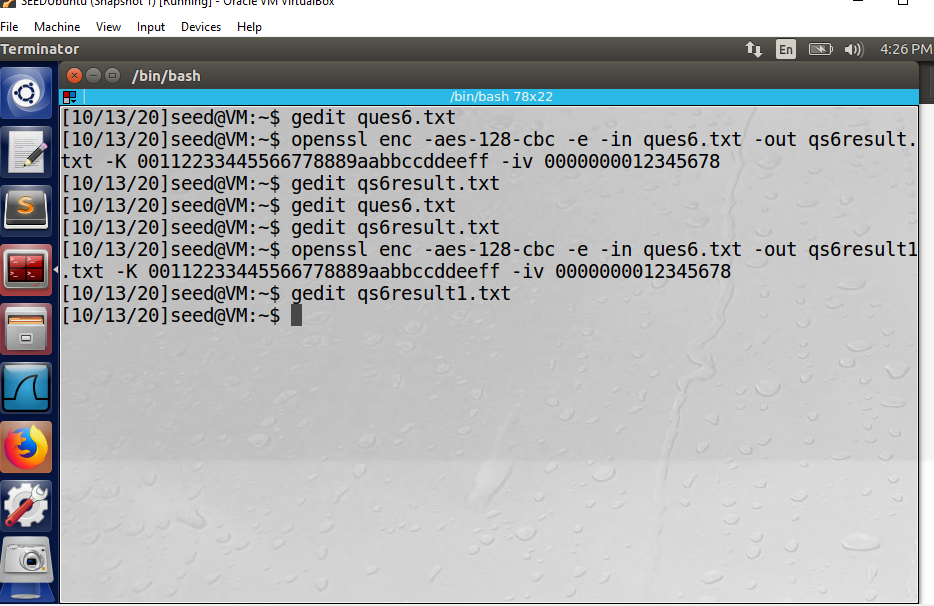 SEEDUbuntu (Snapshot 1) [Running] - Oracle VM VirtualBox
File Machine View Input Devices Help
Terminator En 4:26 PM
/bin/bash
/bin/bash 78x22
[10/13/20]seed@VM:~$ gedit ques6.txt
[10/13/20]seed@VM:~$ openssl enc -aes-128-cbc -e -in ques6.txt -out qs6result.
txt -K 00112233445566778889aabbccddeeff -iv 0000000012345678
[10/13/20]seed@VM:~$ gedit qs6result.txt
[10/13/20]seed@VM:~$ gedit ques6.txt
[10/13/20]seed@VM:~$ gedit qs6result.txt
[10/13/20]seed@VM:~$ openssl enc -aes-128-cbc -e -in ques6.txt -out qs6result1
.txt -K 00112233445566778889aabbccddeeff -iv 0000000012345678
[10/13/20]seed@VM:~$ gedit qs6result1.txt
[10/13/20]seed@VM:~$